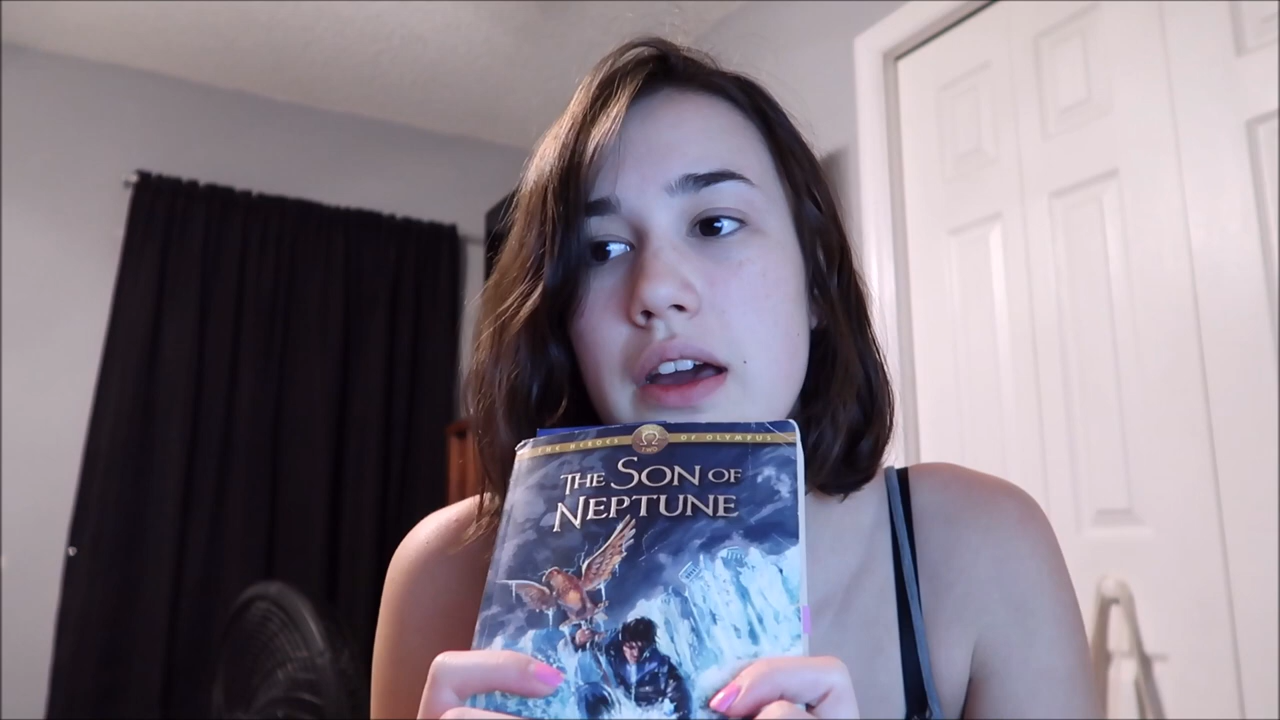 THE HEROES OF OLYMPUS
TWO
THE SON OF
NEPTUNE